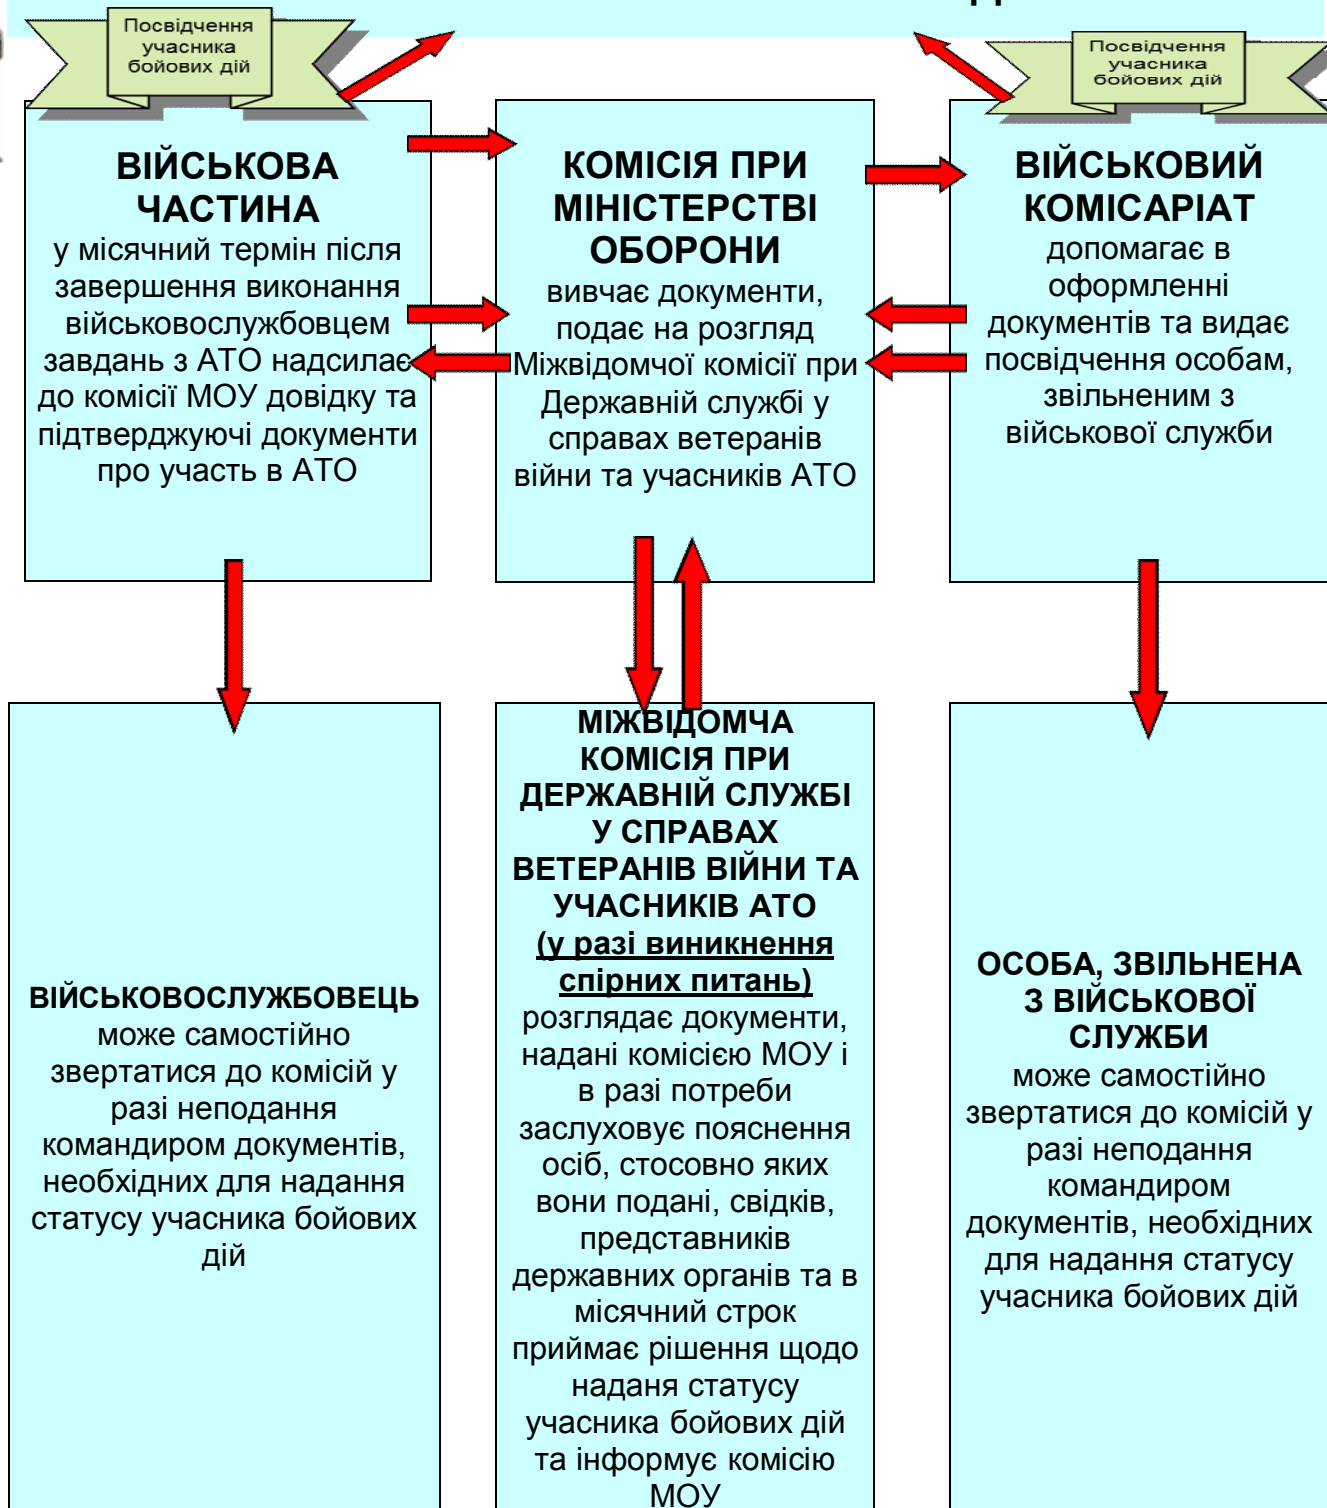 Посвідчення
учасника
бойових дій
Посвідчення
учасника
бойових дій
ВІЙСЬКОВА
ЧАСТИНА
у місячний термін після
завершення виконання
військовослужбовцем
завдань з АТО надсилає
до комісії МОУ довідку та
підтверджуючі документи
про участь в АТО
КОМІСІЯ ПРИ
МІНІСТЕРСТВІ
ОБОРОНИ
вивчає документи,
подає на розгляд
Міжвідомчої комісії при
Державній службі у
справах ветеранів
війни та учасників АТО
ВІЙСЬКОВИЙ
КОМІСАРІАТ
допомагає в
оформленні
документів та видає
посвідчення особам,
звільненим з
військової служби
ВІЙСЬКОВОСЛУЖБОВЕЦЬ
може самостійно
звертатися до комісій у
разі неподання
командиром документів,
необхідних для надання
статусу учасника бойових
дій
МІЖВІДОМЧА
КОМІСІЯ ПРИ
ДЕРЖАВНІЙ СЛУЖБІ
У СПРАВАХ
ВЕТЕРАНІВ ВІЙНИ ТА
УЧАСНИКІВ АТО
(у разі виникнення
спірних питань)
розглядає документи,
надані комісією МОУ і
в разі потреби
заслуховує пояснення
осіб, стосовно яких
вони подані, свідків,
представників
державних органів та в
місячний строк
приймає рішення щодо
наданя статусу
учасника бойових дій
та інформує комісію
МОУ
ОСОБА, ЗВІЛЬНЕНА
З ВІЙСЬКОВОЇ
СЛУЖБИ
може самостійно
звертатися до комісій у
разі неподання
командиром
документів, необхідних
для надання статусу
учасника бойових дій